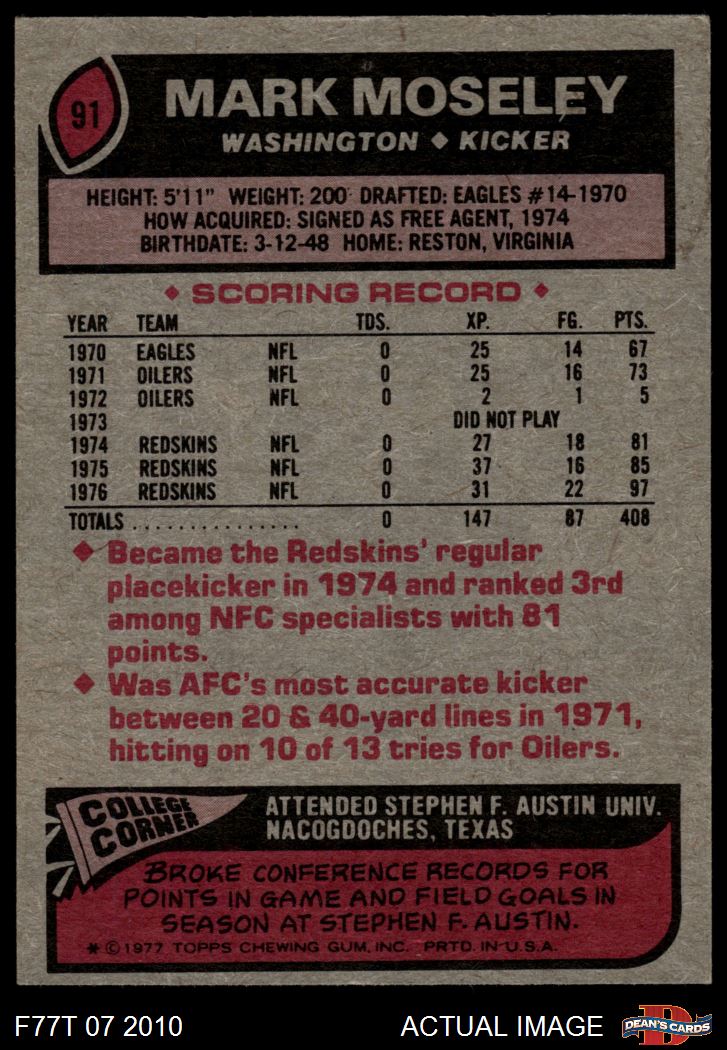 91
MARK MOSELEY
WASHINGTON ◆ KICKER
HEIGHT: 5'11" WEIGHT: 200 DRAFTED: EAGLES #14-1970
HOW ACQUIRED: SIGNED AS FREE AGENT, 1974
BIRTHDATE: 3-12-48 HOME: RESTON, VIRGINIA
◆ SCORING RECORD ◆
YEAR TEAM TDS. XP. FG. PTS.
1970 EAGLES NFL 0 25 14 67
1971 OILERS NFL 0 25 16 73
1972 OILERS NFL 0 2 1 5
1973 DID NOT PLAY
1974 REDSKINS NFL 0 27 18 81
1975 REDSKINS NFL 0 37 16 85
1976 REDSKINS NFL 0 31 22 97
TOTALS ................ 0 147 87 408
◆ Became the Redskins' regular
placekicker in 1974 and ranked 3rd
among NFC specialists with 81
points.
◆ Was AFC's most accurate kicker
between 20 & 40-yard lines in 1971,
hitting on 10 of 13 tries for Oilers.
COLLEGE
CORNER
ATTENDED STEPHEN F. AUSTIN UNIV.
NACOGDOCHES, TEXAS
BROKE CONFERENCE RECORDS FOR
POINTS IN GAME AND FIELD GOALS IN
SEASON AT STEPHEN F. AUSTIN.
* © 1977 TOPPS CHEWING GUM, INC. PRTD. IN U.S.A.
F77T 07 2010 ACTUAL IMAGE
D
DEAN'S CARDS